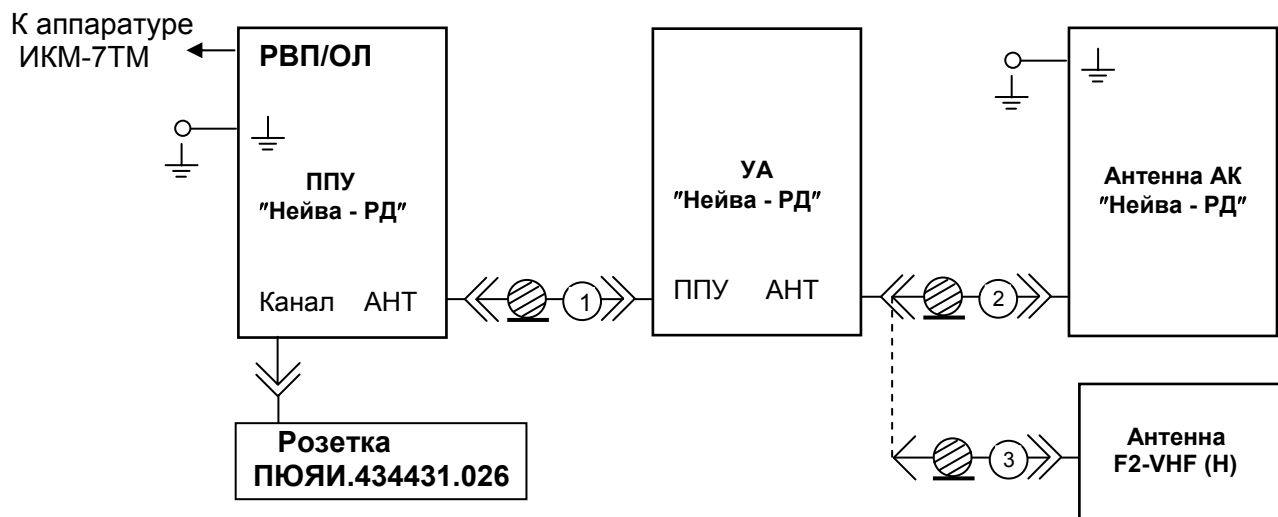 К аппаратуре
ИКМ-7ТМ
РВП/ОЛ
ППУ
"Нейва - РД"
Канал АНТ
1
УА
"Нейва - РД"
ППУ АНТ
2
Антенна АК
"Нейва - РД"
Розетка
ПЮЯИ.434431.026
3
Антенна
F2-VHF (Н)